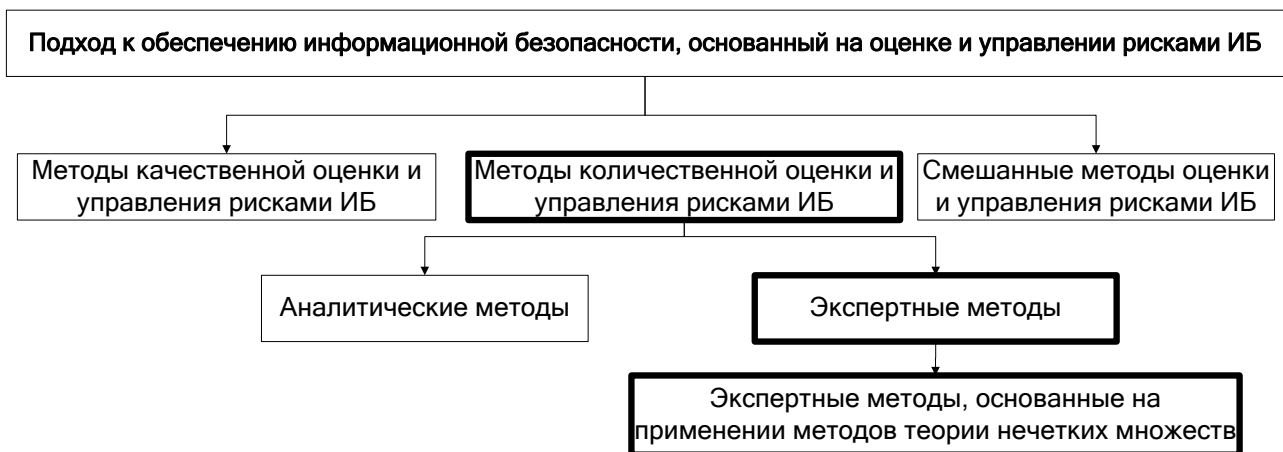 Подход к обеспечению информационной безопасности, основанный на оценке и управлении рисками ИБ
Методы качественной оценки и
управления рисками ИБ
Методы количественной оценки и
управления рисками ИБ
Смешанные методы оценки
и управления рисками ИБ
Аналитические методы
Экспертные методы
Экспертные методы, основанные на
применении методов теории нечетких множеств